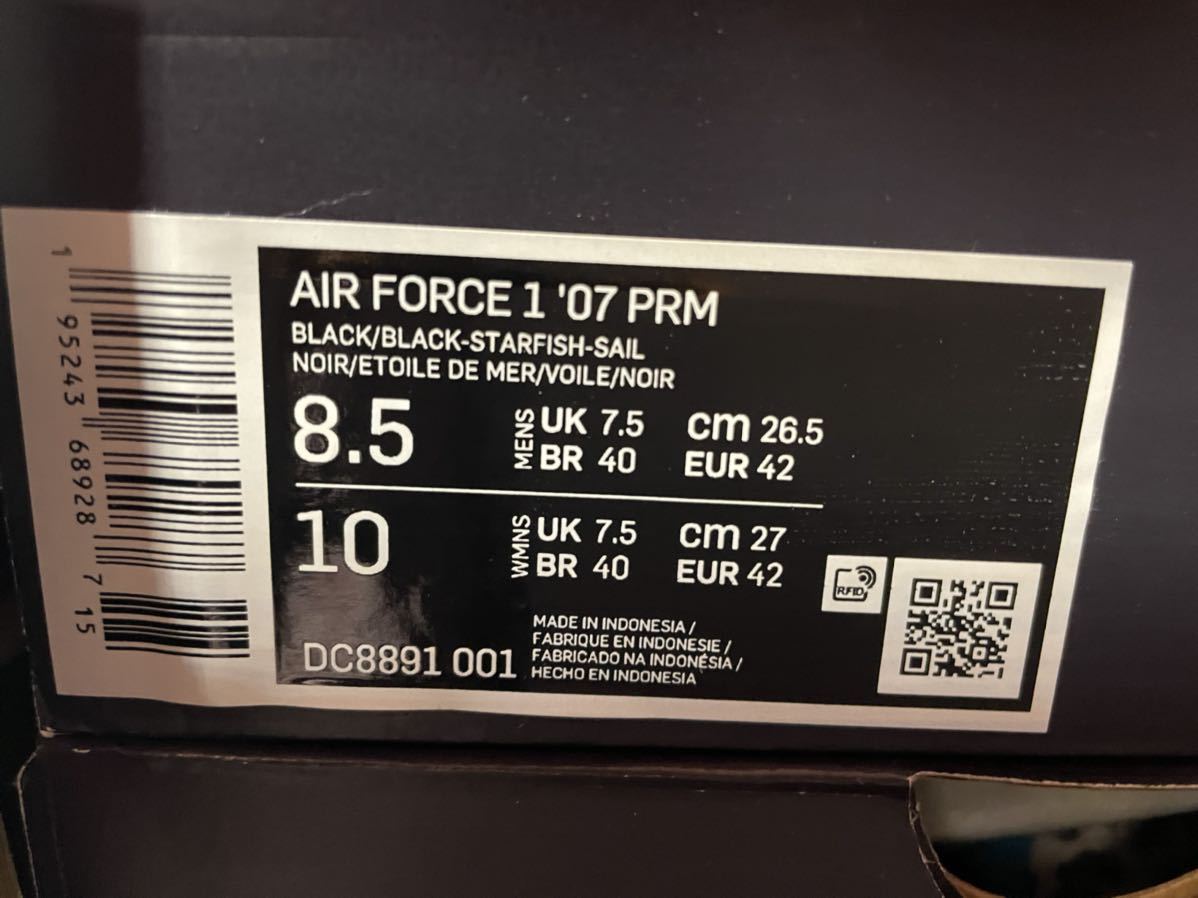 1 95243 68928 7 15
AIR FORCE 1 '07 PRM
BLACK/BLACK-STARFISH-SAIL
NOIR/ETOILE DE MER/VOILE/NOIR
8.5 MENS UK 7.5 cm 26.5
BR 40 EUR 42
10 WMNS UK 7.5 cm 27
BR 40 EUR 42
RFID
DC8891 001
MADE IN INDONESIA /
FABRIQUE EN INDONESIE /
FABRICADO NA INDONÉSIA /
HECHO EN INDONESIA